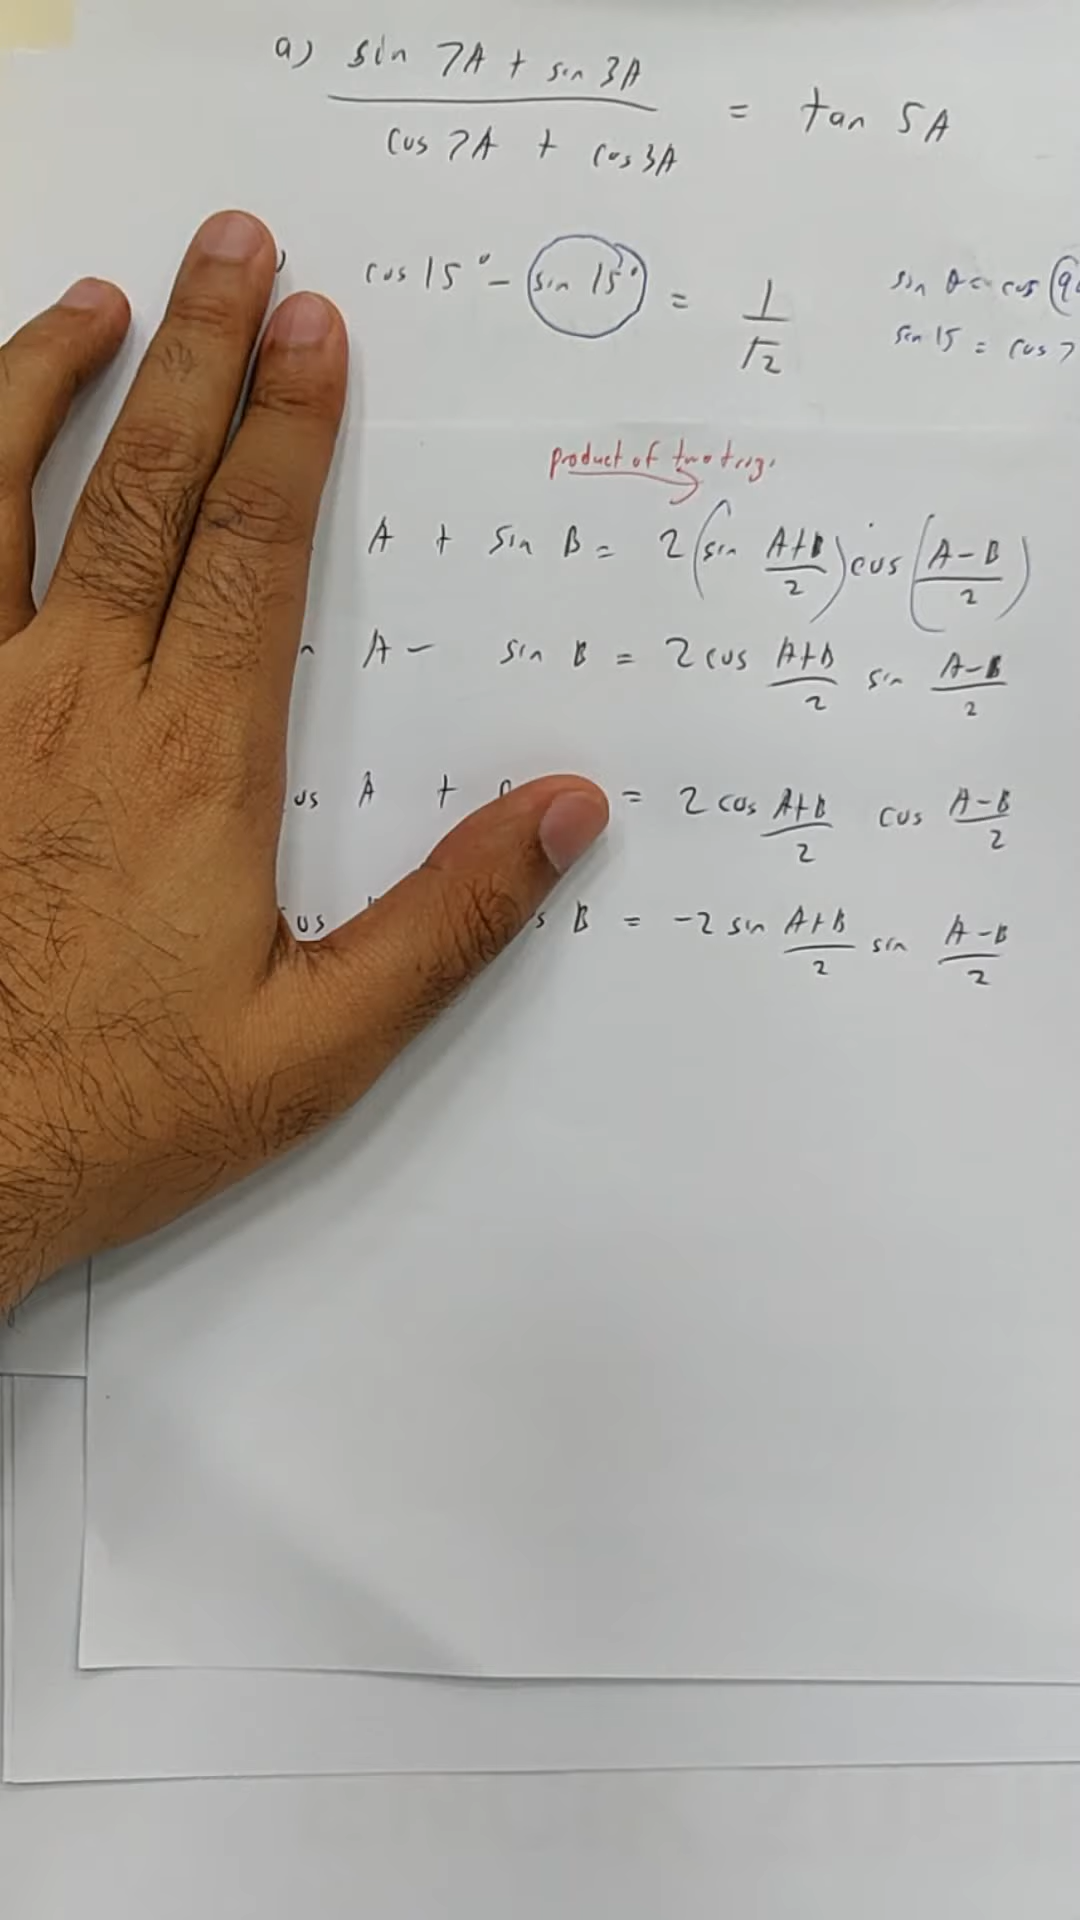 a) sin 7A + sin 3A / cos 7A + cos 3A = tan 5A
) cos 15° - sin 15° = 1/√2
sin θ = cos (9
sin 15 = cos 7
product of two trig.
A + sin B = 2 (sin A+B/2) cos (A-B/2)
n A - sin B = 2 cos A+B/2 sin A-B/2
us A + = 2 cos A+B/2 cos A-B/2
cos s B = -2 sin A+B/2 sin A-B/2